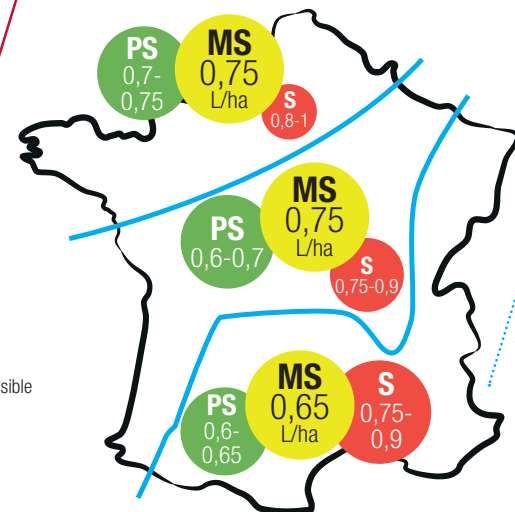 PS
0,7-
0,75
MS
0,75
L/ha
S
0,8-1
PS
0,6-0,7
MS
0,75
L/ha
S
0,75-0,9
sible
PS
0,6-
0,65
MS
0,65
L/ha
S
0,75-
0,9